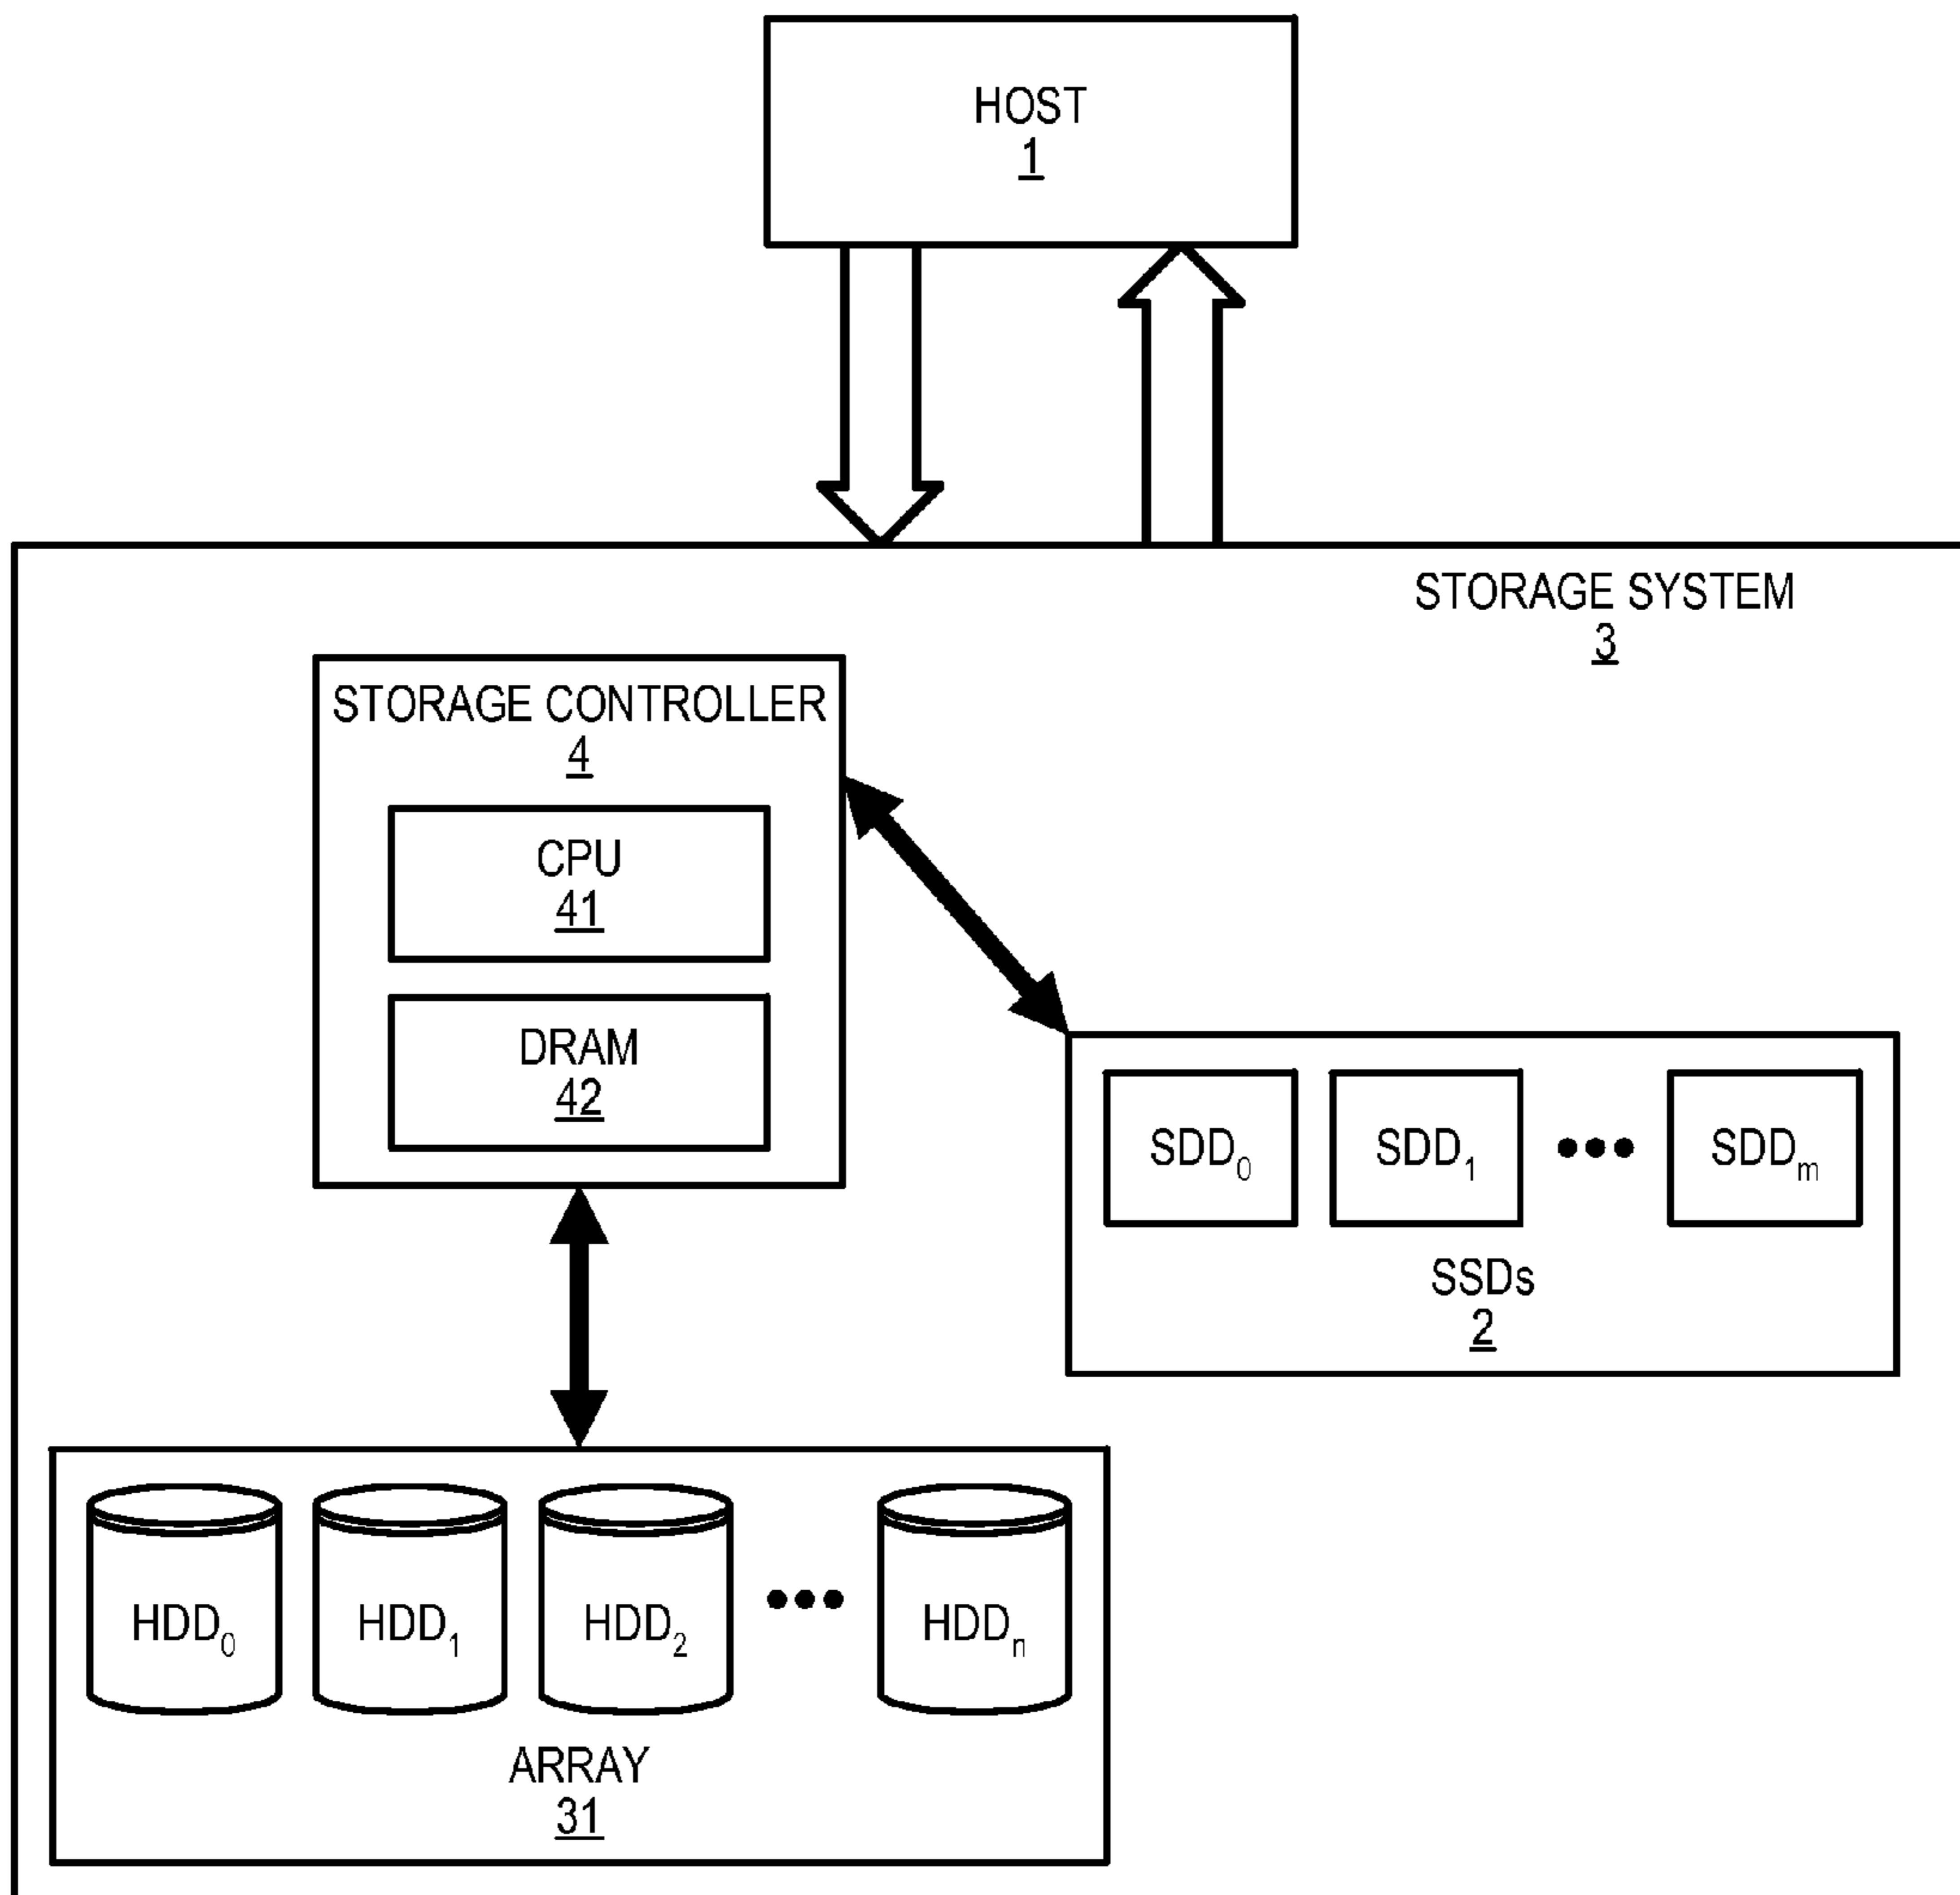 HOST
1
STORAGE SYSTEM
3
STORAGE CONTROLLER
4
CPU
41
DRAM
42
SDD0 SDD1 ••• SDDm
SSDs
2
HDD0 HDD1 HDD2 ••• HDDn
ARRAY
31